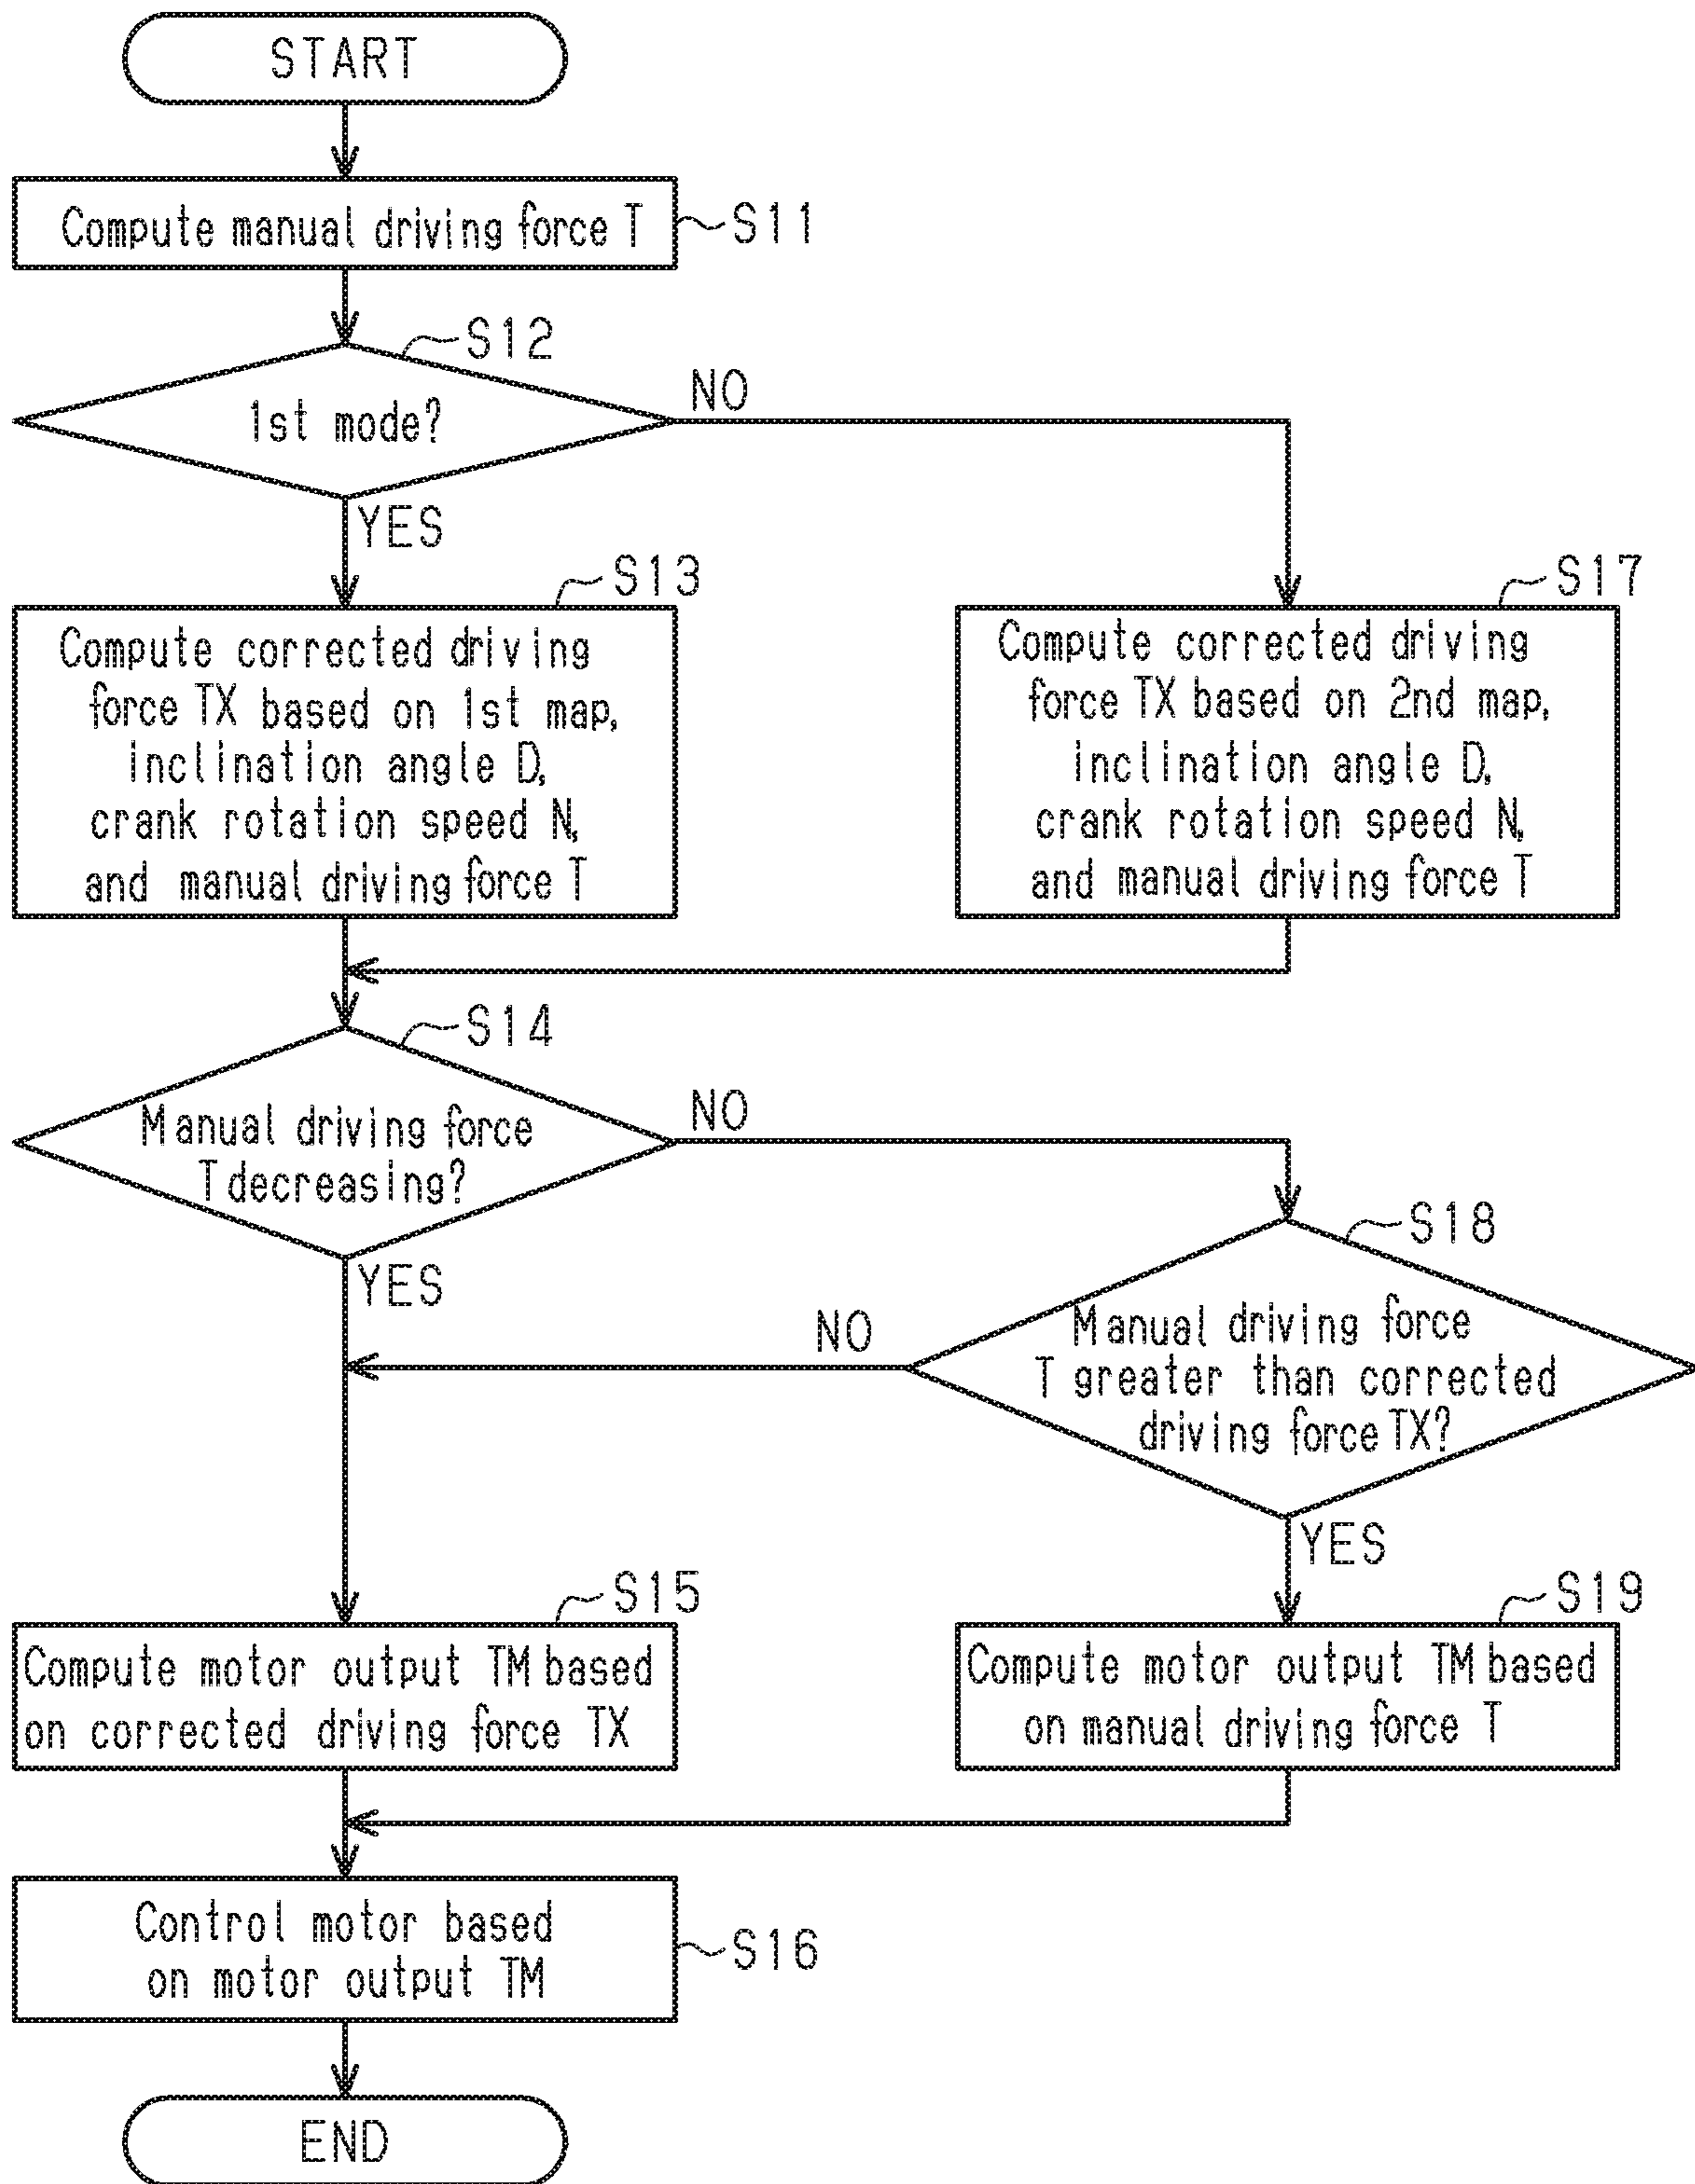 START
Compute manual driving force T
S11
S12
1st mode?
NO
YES
S13
Compute corrected driving
force TX based on 1st map,
inclination angle D,
crank rotation speed N,
and manual driving force T
S17
Compute corrected driving
force TX based on 2nd map,
inclination angle D,
crank rotation speed N,
and manual driving force T
S14
Manual driving force
T decreasing?
NO
YES
S18
Manual driving force
T greater than corrected
driving force TX?
NO
YES
S15
Compute motor output TM based
on corrected driving force TX
S19
Compute motor output TM based
on manual driving force T
Control motor based
on motor output TM
S16
END